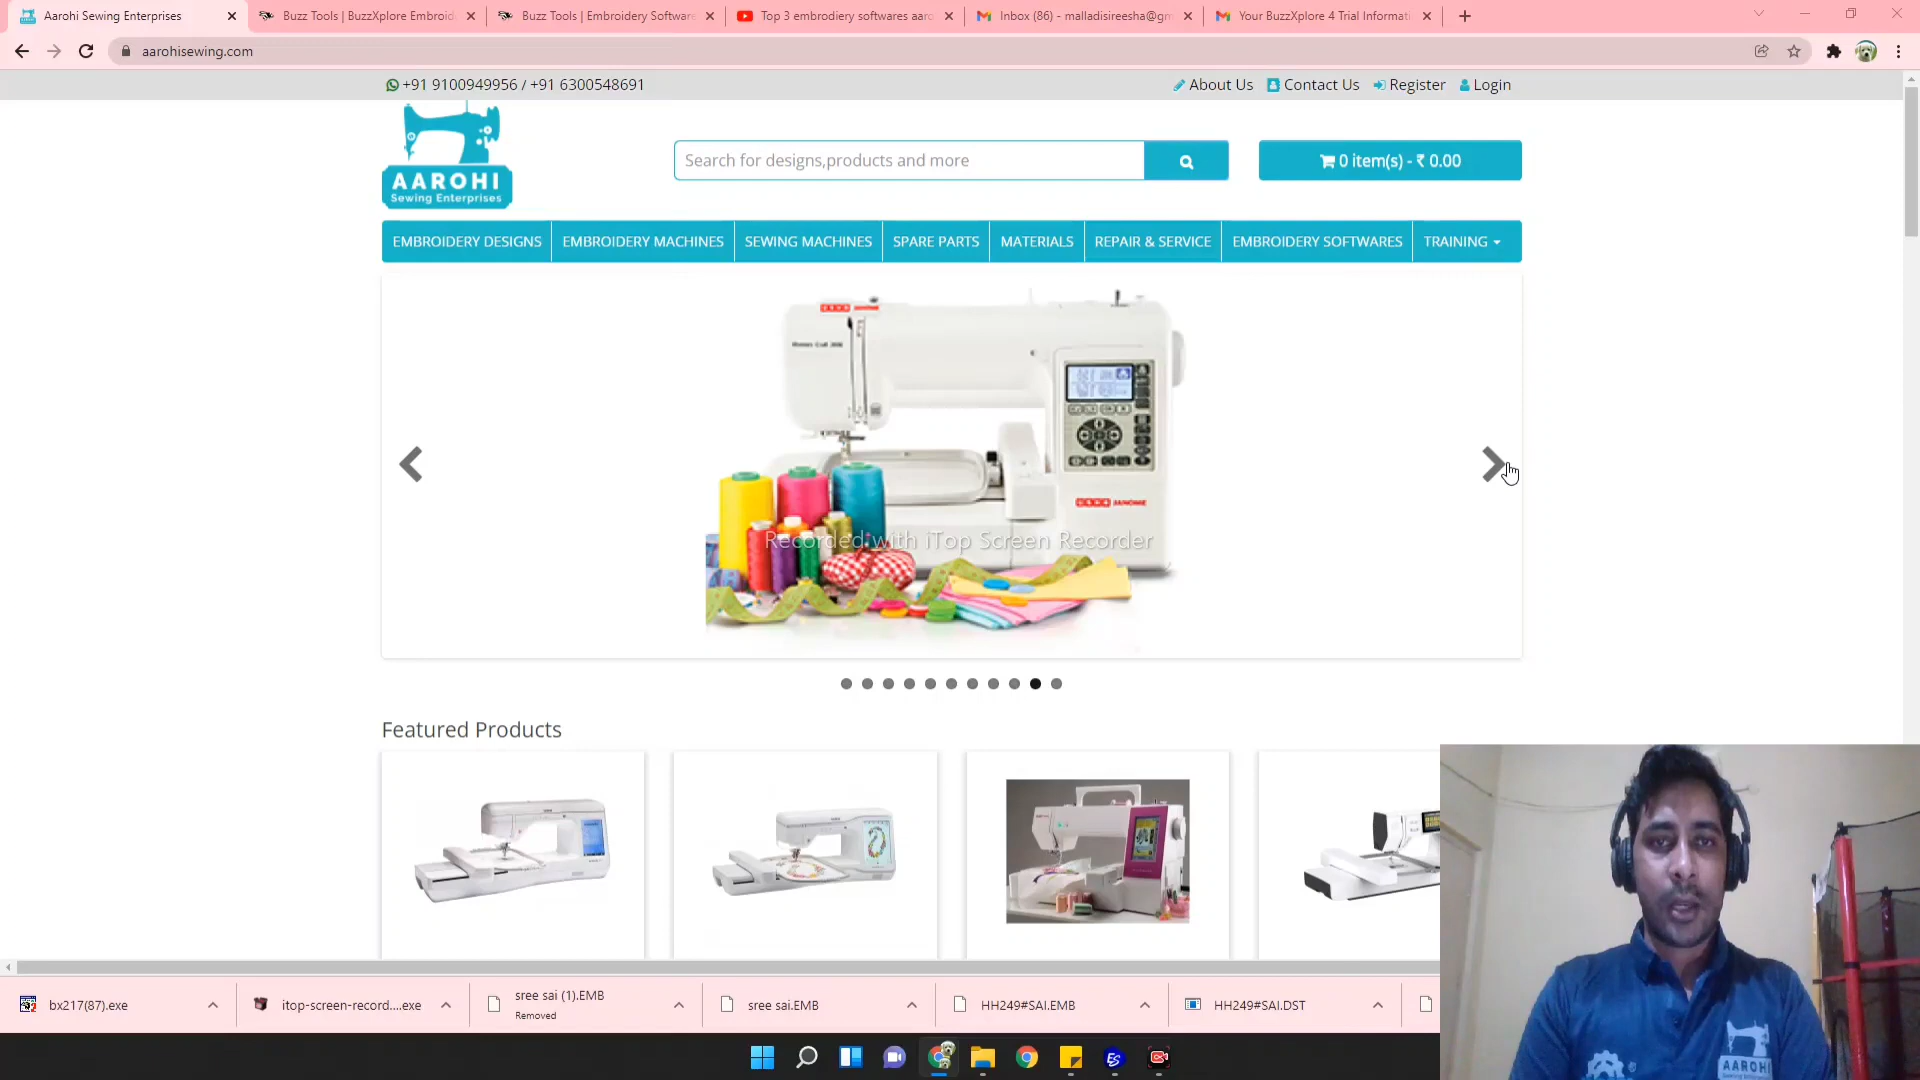 Aarohi Sewing Enterprises
Buzz Tools | BuzzXplore Embroid
Buzz Tools | Embroidery Software
Top 3 embrodiery softwares aaro
Inbox (86) - malladisireesha@gm
Your BuzzXplore 4 Trial Informati
aarohisewing.com
+91 9100949956 / +91 6300548691
About Us
Contact Us
Register
Login
AAROHI
Sewing Enterprises
Search for designs,products and more
0 item(s) - ₹ 0.00
EMBROIDERY DESIGNS
EMBROIDERY MACHINES
SEWING MACHINES
SPARE PARTS
MATERIALS
REPAIR & SERVICE
EMBROIDERY SOFTWARES
TRAINING
JANOME
Recorded with iTop Screen Recorder
Featured Products
AAROHI
bx217(87).exe
itop-screen-record....exe
sree sai (1).EMB
Removed
sree sai.EMB
HH249#SAI.EMB
HH249#SAI.DST